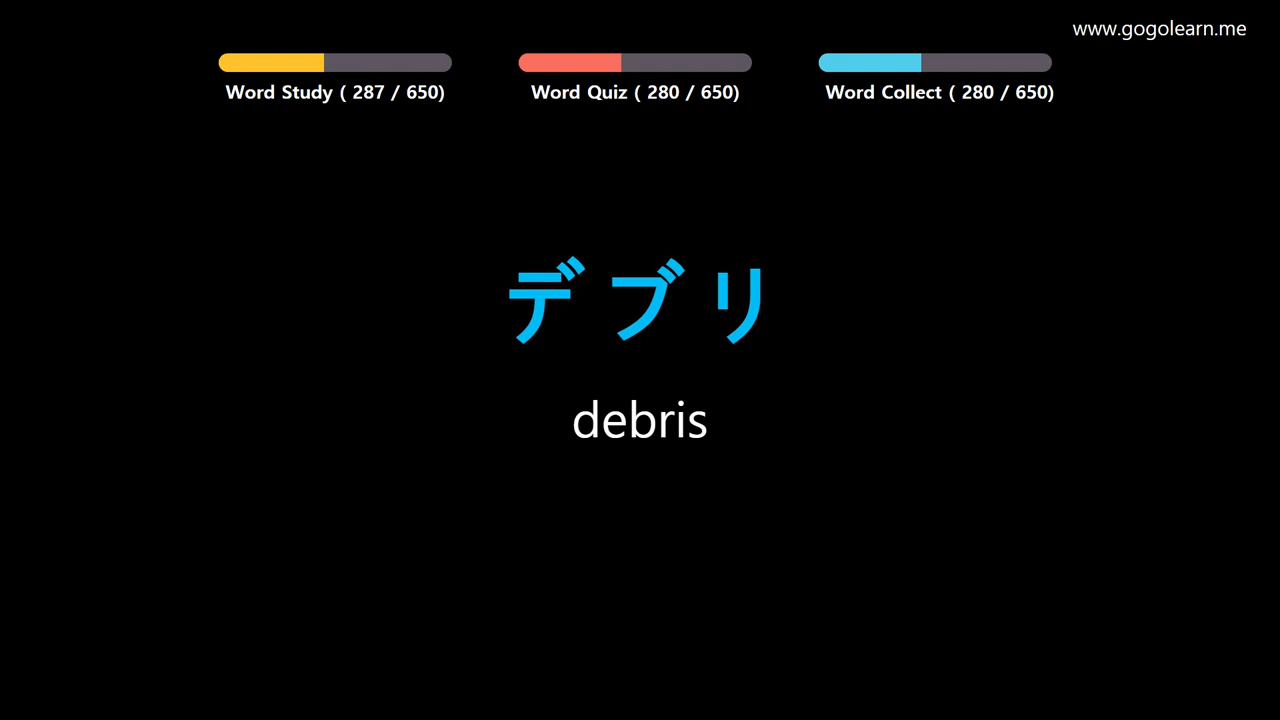 www.gogolearn.me
Word Study ( 287 / 650)
Word Quiz ( 280 / 650)
Word Collect ( 280 / 650)
デブリ
debris